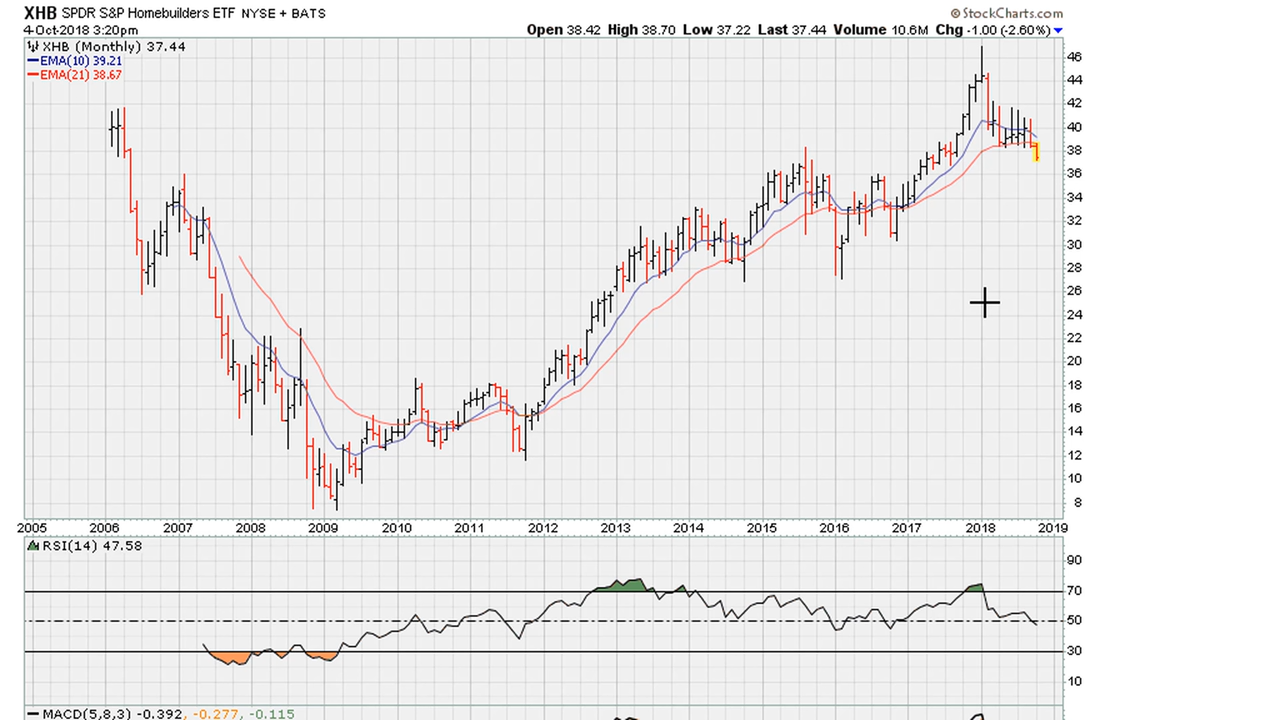 XHB SPDR S&P Homebuilders ETF NYSE + BATS
© StockCharts.com
4-Oct-2018 3:20pm
Open 38.42 High 38.70 Low 37.22 Last 37.44 Volume 10.6M Chg -1.00 (-2.60%)
XHB (Monthly) 37.44
EMA(10) 39.21
EMA(21) 38.67
46
44
42
40
38
36
34
32
30
28
26
24
22
20
18
16
14
12
10
8
2005 2006 2007 2008 2009 2010 2011 2012 2013 2014 2015 2016 2017 2018 2019
RSI(14) 47.58
90
70
50
30
10
MACD(5,8,3) -0.392, -0.277, -0.115